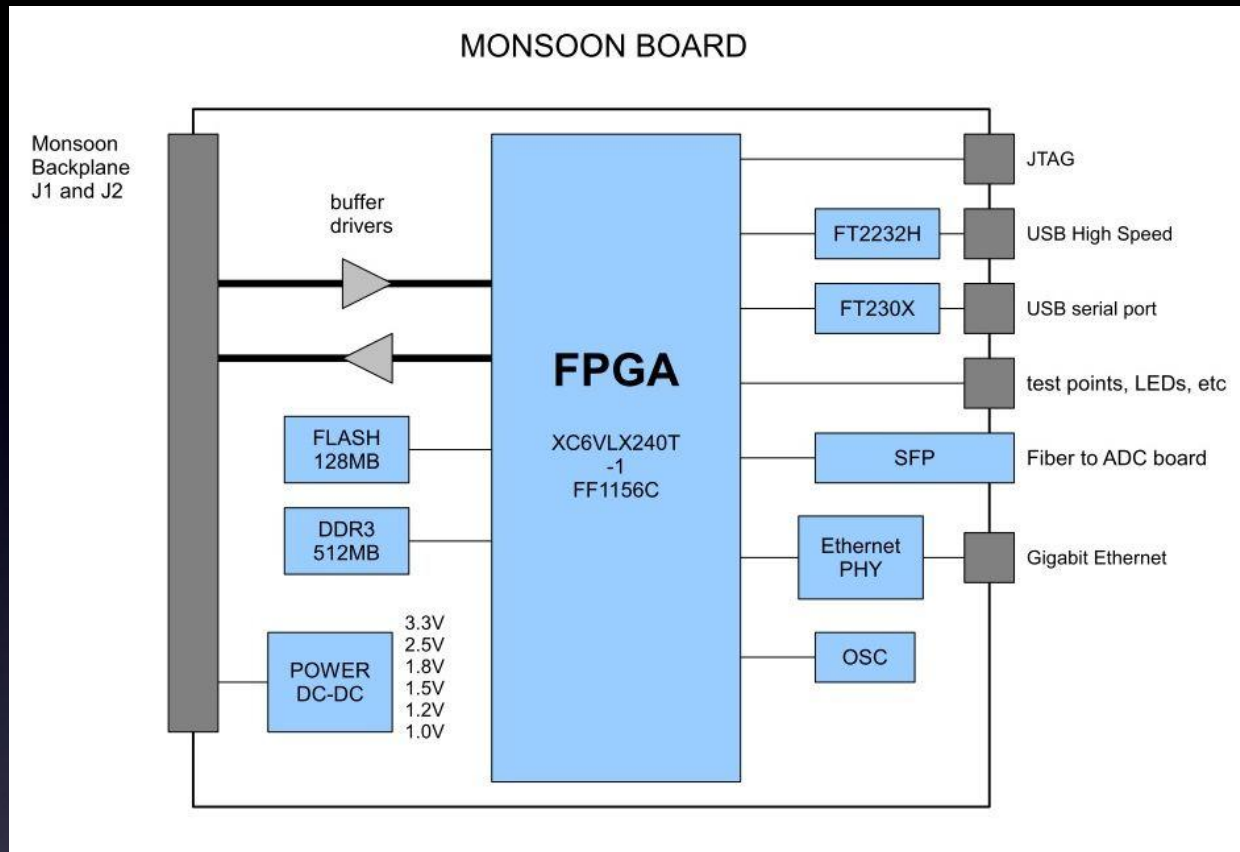 MONSOON BOARD
Monsoon
Backplane
J1 and J2
buffer
drivers
FLASH
128MB
DDR3
512MB
POWER
DC-DC
3.3V
2.5V
1.8V
1.5V
1.2V
1.0V
FPGA
XC6VLX240T
-1
FF1156C
FT2232H
FT230X
SFP
Ethernet
PHY
OSC
JTAG
USB High Speed
USB serial port
test points, LEDs, etc
Fiber to ADC board
Gigabit Ethernet